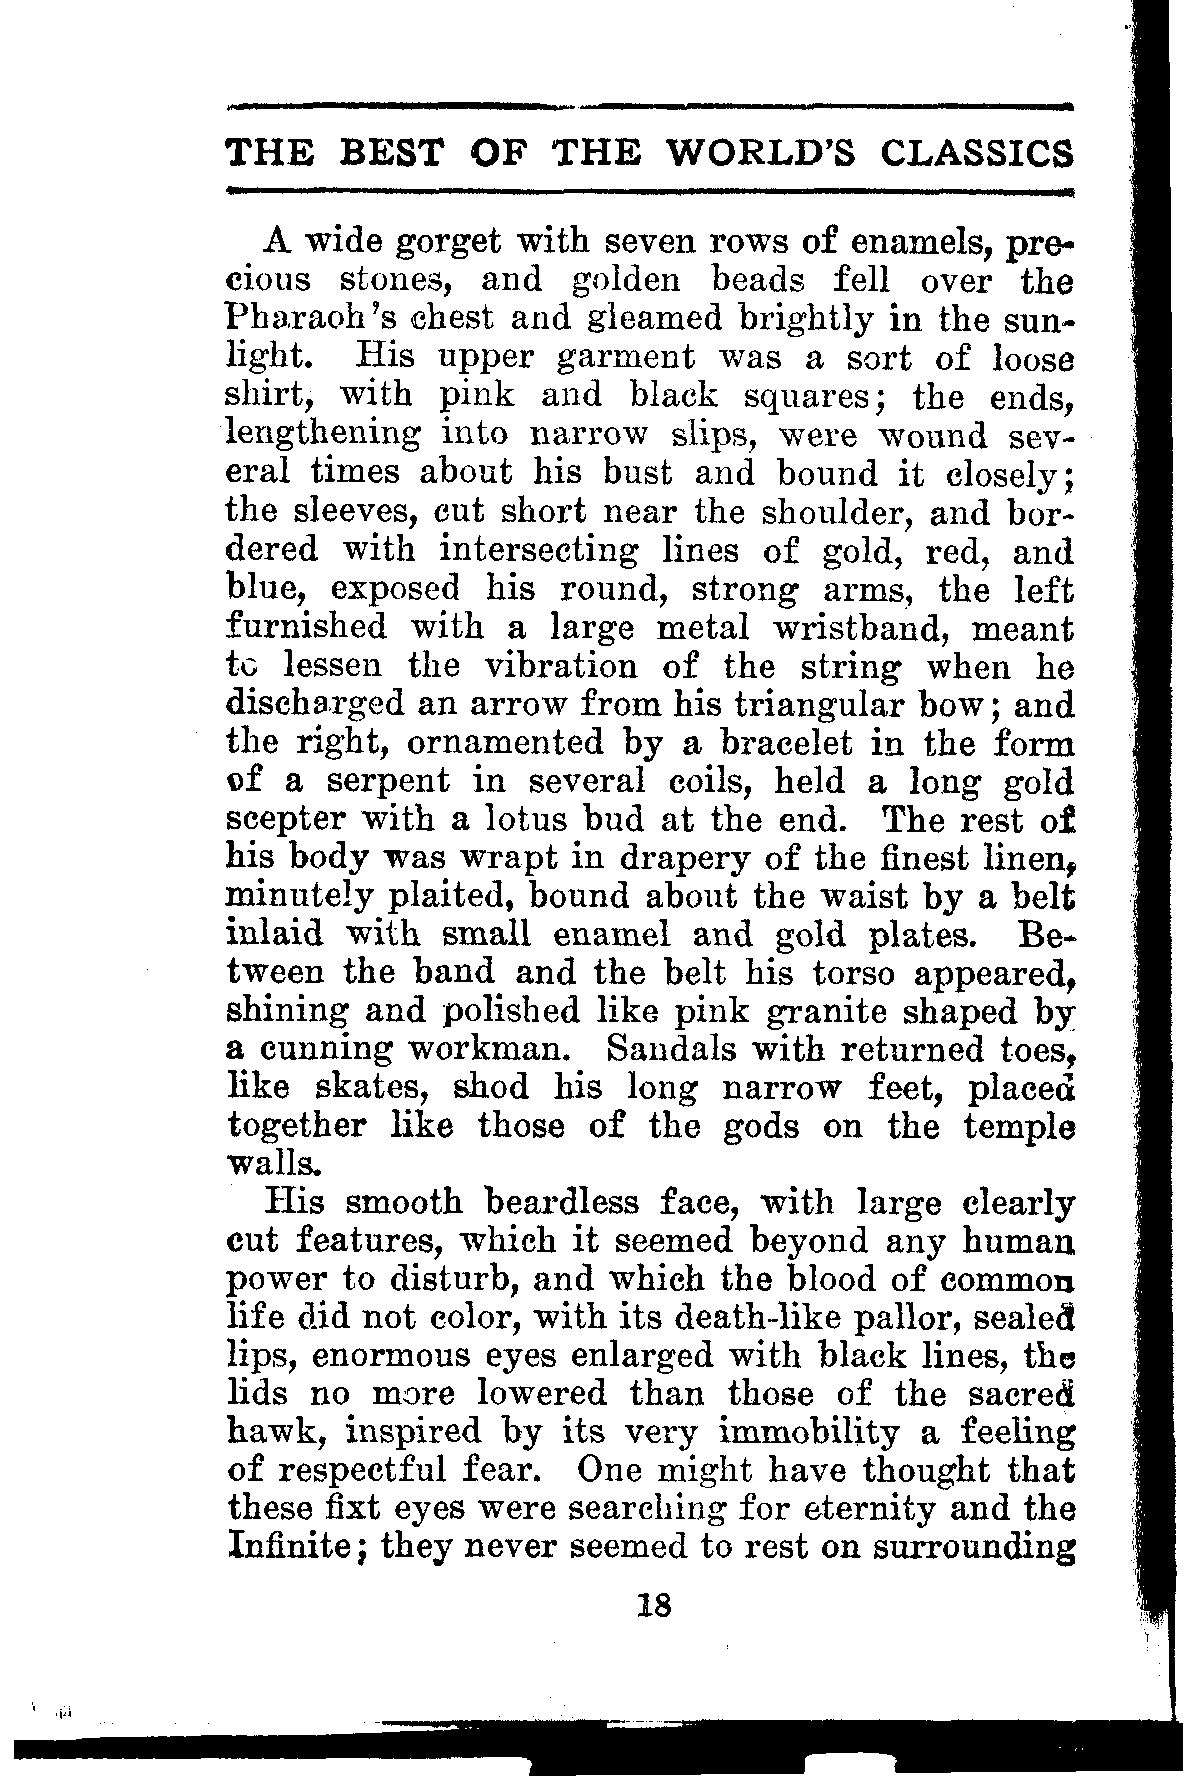 THE BEST OF THE WORLD'S CLASSICS
A wide gorget with seven rows of enamels, pre-
cious stones, and golden beads fell over the
Pharaoh's chest and gleamed brightly in the sun-
light. His upper garment was a sort of loose
shirt, with pink and black squares; the ends,
lengthening into narrow slips, were wound sev-
eral times about his bust and bound it closely;
the sleeves, cut short near the shoulder, and bor-
dered with intersecting lines of gold, red, and
blue, exposed his round, strong arms, the left
furnished with a large metal wristband, meant
to lessen the vibration of the string when he
discharged an arrow from his triangular bow; and
the right, ornamented by a bracelet in the form
of a serpent in several coils, held a long gold
scepter with a lotus bud at the end. The rest of
his body was wrapt in drapery of the finest linen,
minutely plaited, bound about the waist by a belt
inlaid with small enamel and gold plates. Be-
tween the band and the belt his torso appeared,
shining and polished like pink granite shaped by
a cunning workman. Sandals with returned toes,
like skates, shod his long narrow feet, placed
together like those of the gods on the temple
walls.
His smooth beardless face, with large clearly
cut features, which it seemed beyond any human
power to disturb, and which the blood of common
life did not color, with its death-like pallor, sealed
lips, enormous eyes enlarged with black lines, the
lids no more lowered than those of the sacred
hawk, inspired by its very immobility a feeling
of respectful fear. One might have thought that
these fixt eyes were searching for eternity and the
Infinite; they never seemed to rest on surrounding
18